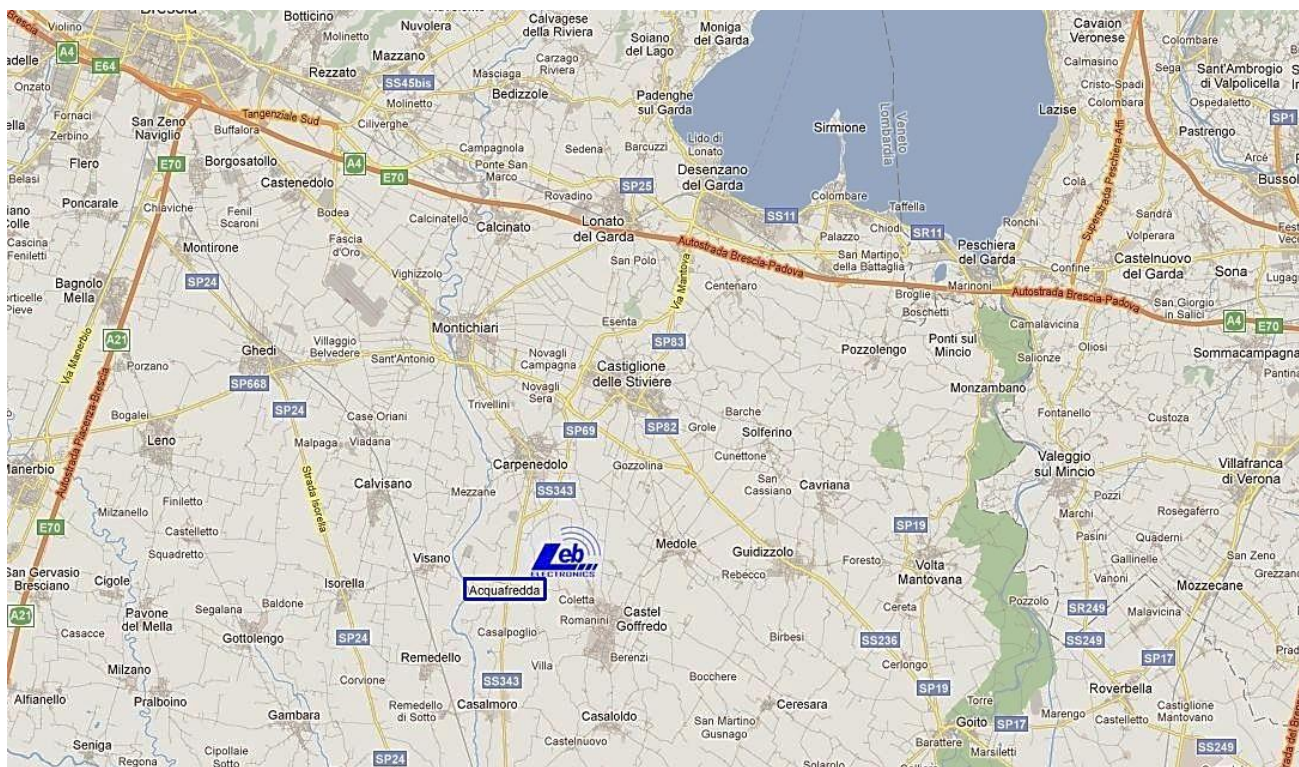 Brescia
Botticino
Nuvolera
Calvagese
della Riviera
Soiano
del Lago
Moniga
del Garda
Cavaion
Veronese
Colombare
Brescia
Violino
Molinetto
Mazzano
Carzago
Riviera
Calmasino
Sega
Sant'Ambrogio
di Valpolicella
A4
E64
Rezzato
SS45bis
Masciaga
Bedizzole
Padenghe
sul Garda
Cristo-Spadi
Colombara
Ospedaletto
Onzato
Fornaci
Zerbino
San Zeno
Naviglio
Tangenziale Sud
Molinetto
Ciliverghe
Lazise
SP1
Sirmione
Veneto
Lombardia
Pastrengo
Buffalora
Campagnola
Sedena
Barcuzzi
Lido di
Lonato
Superstrada Peschiera-Affi
Arcé
Flero
E70
Borgosatollo
A4
E70
Ponte San
Marco
Desenzano
del Garda
Belasi
Castenedolo
Rovadino
SP25
Colombare
Colà
Poncarale
Chiaviche
Fenil
Scaroni
Bodea
Calcinatello
Calcinato
Lonato
del Garda
SS11
Taffella
Sandrà
Cascina
Feniletti
Montirone
Fascia
d'Oro
Palazzo
Chiodi
SR11
Ronchi
Volperara
Autostrada Brescia-Padova
San Martino
della Battaglia
Peschiera
del Garda
Confine
Castelnuovo
del Garda
Sona
Bagnolo
Mella
SP24
Vighizzolo
San Polo
Via Mantova
Centenaro
Broglie
Marinoni
Autostrada Brescia-Padova
Boschetti
San Giorgio
in Salici
A4
E70
Montichiari
Esenta
Camalavicina
A21
Ghedi
Villaggio
Belvedere
Sant'Antonio
Novagli
Campagna
SP83
Pozzolengo
Ponti sul
Mincio
Salionze
Oliosi
Sommacampagna
Via Manerbio
Porzano
Castiglione
delle Stiviere
SP668
Novagli
Sera
Monzambano
SP24
Trivellini
Bogalei
Case Oriani
Barche
Fontanello
Custoza
Leno
Malpaga
Viadana
SP69
SP82
Grole
Solferino
Autostrada Piacenza-Brescia
Manerbio
Carpenedolo
Gozzolina
Cunettone
Valeggio
sul Mincio
Villafranca
di Verona
Strada Isorella
Calvisano
Mezzane
SS343
San
Cassiano
Cavriana
Finiletto
Milzanello
Pozzi
Marchi
Rosegaferro
E70
Castelletto
SP19
Squadretto
Leb
ELECTRONICS
Medole
Guidizzolo
Pasini
Quaderni
Visano
Foresto
Volta
Mantovana
Gallinelle
San Zeno
San Gervasio
Bresciano
Cigole
Isorella
Acquafredda
Rebecco
Vanoni
Mozzecane
A21
Pavone
del Mella
Segalana
Baldone
Coletta
Castel
Goffredo
Cereta
Pozzolo
SR249
Malavicina
Casacce
Gottolengo
SP24
Casalpoglio
Romanini
Birbesi
SS236
SS249
Milzano
Remedello
Villa
Berenzi
Cerlongo
SP17
Alfianello
Pralboino
Corvione
SS343
Bocchere
SP19
Roverbella
Remedello
di Sotto
Casalmoro
Ceresara
Torre
Gambara
Casaloldo
San Martino
Gusnago
Goito
SP17
Marengo
Castelletto
Castiglione
Mantovano
Seniga
Cipollaie
Castelnuovo
Barattere
Marsiletti
SS249
Regona
SP24
Solarolo